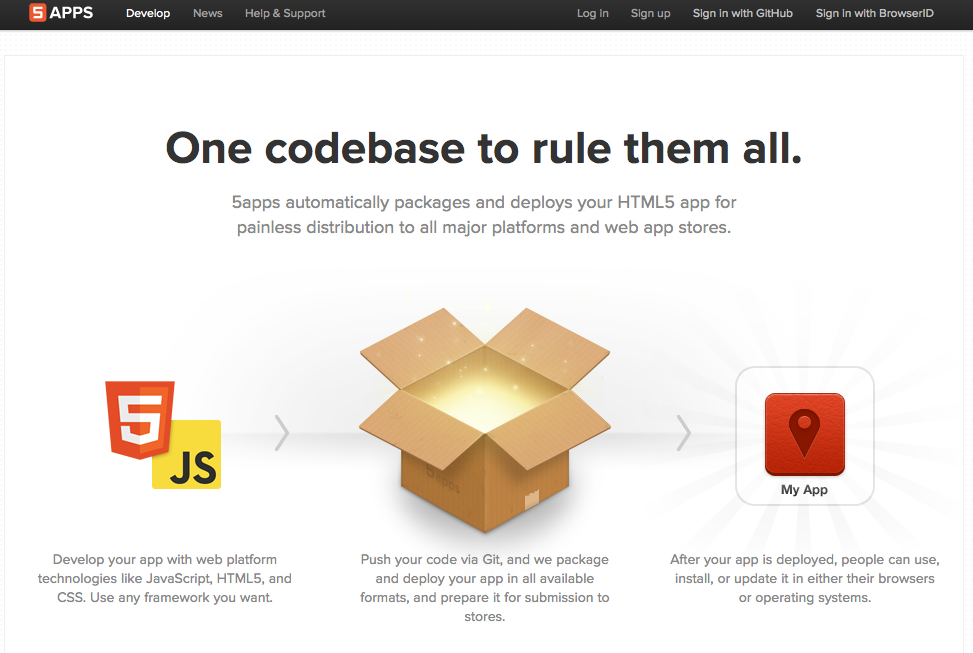 5 APPS Develop News Help & Support Log In Sign up Sign in with GitHub Sign in with BrowserID
One codebase to rule them all.
5apps automatically packages and deploys your HTML5 app for
painless distribution to all major platforms and web app stores.
5
JS
5apps
My App
Develop your app with web platform
technologies like JavaScript, HTML5, and
CSS. Use any framework you want.
Push your code via Git, and we package
and deploy your app in all available
formats, and prepare it for submission to
stores.
After your app is deployed, people can use,
install, or update it in either their browsers
or operating systems.